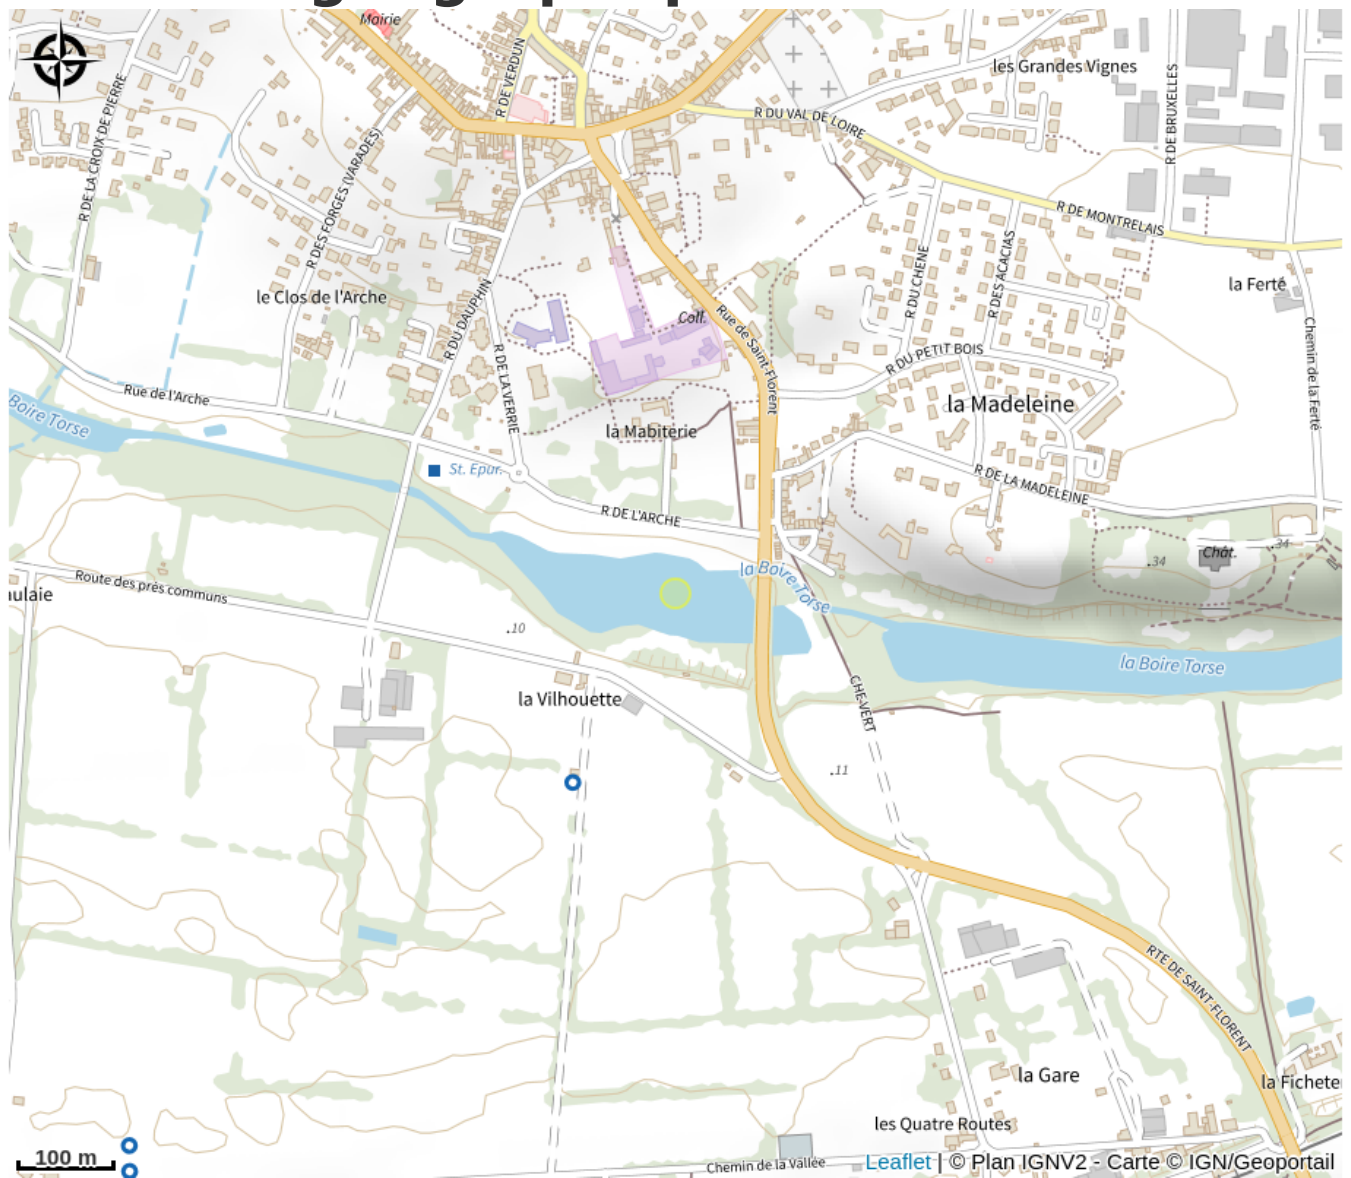 Mairie
R DE VERDUN
les Grandes Vignes
R DE LA CROIX DE PIERRE
R DES FORGES (VARADES)
R DU VAL DE LOIRE
R DE BRUXELLES
R DE MONTRELAIS
le Clos de l'Arche
R DU DAUPHIN
Coll.
Rue de Saint-Florent
R DU CHENE
R DES ACACIAS
la Ferté
Chemin de la Ferté
R DE LA VERRIE
R DU PETIT BOIS
Rue de l'Arche
Boire Torse
la Mabiterie
la Madeleine
St. Epur.
R DE LA MADELEINE
R DE L'ARCHE
la Boire Torse
Chât.
.34
.34
Route des près communs
aulaie
.10
la Boire Torse
la Vilhouette
CHE VERT
.11
RTE DE SAINT-FLORENT
la Gare
la Fichete
les Quatre Routes
100 m
Chemin de la Vallée
Leaflet | © Plan IGNV2 - Carte © IGN/Geoportail